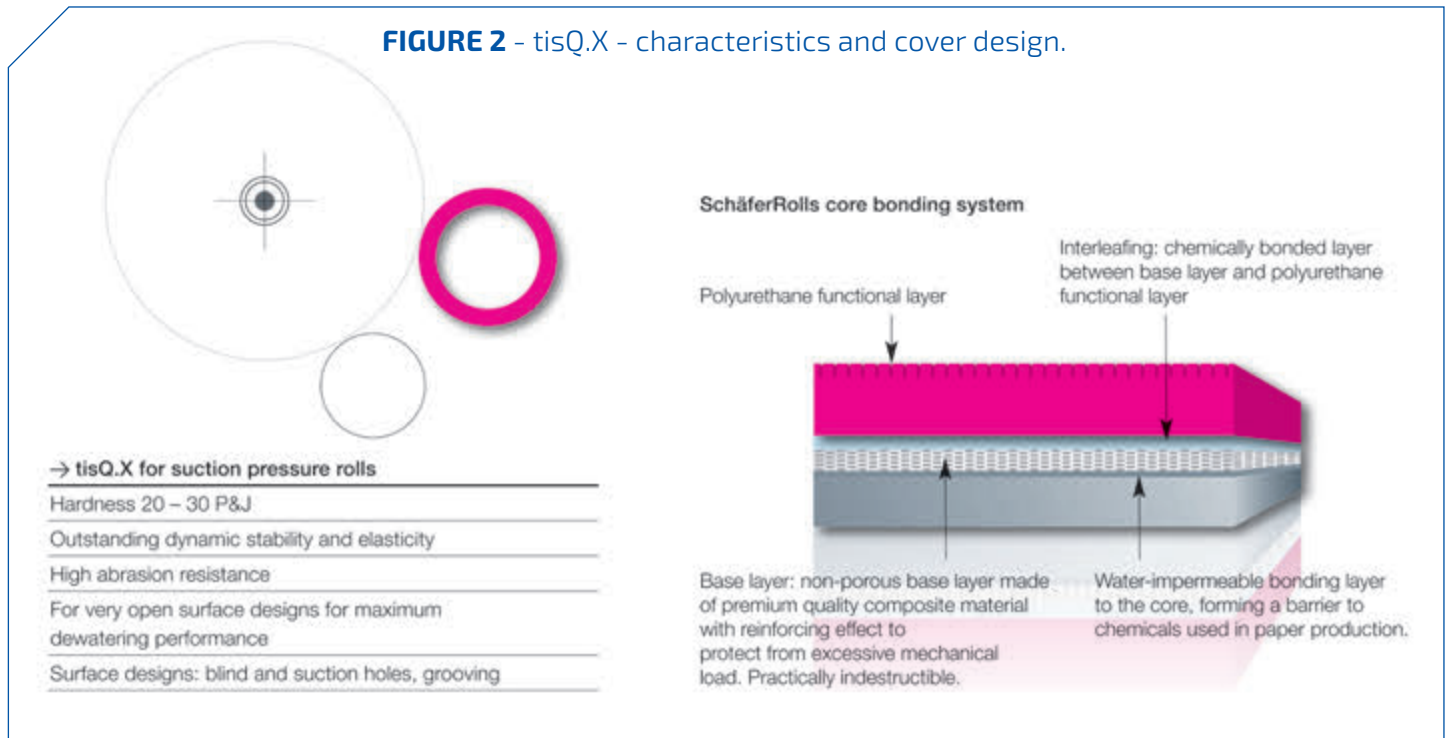 FIGURE 2 - tisQ.X - characteristics and cover design.
→ tisQ.X for suction pressure rolls
Hardness 20 – 30 P&J
Outstanding dynamic stability and elasticity
High abrasion resistance
For very open surface designs for maximum
dewatering performance
Surface designs: blind and suction holes, grooving
SchäferRolls core bonding system
Polyurethane functional layer
Interleafing: chemically bonded layer
between base layer and polyurethane
functional layer
Base layer: non-porous base layer made
of premium quality composite material
with reinforcing effect to
protect from excessive mechanical
load. Practically indestructible.
Water-impermeable bonding layer
to the core, forming a barrier to
chemicals used in paper production.